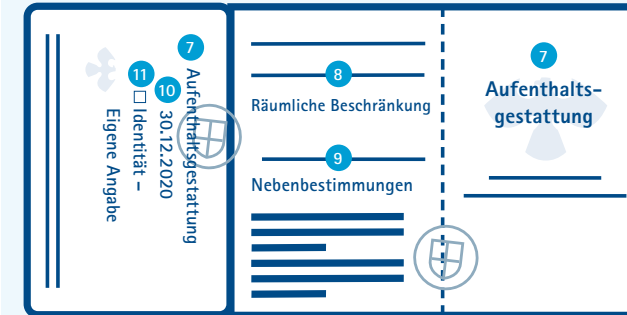 7
Aufenthaltsgestattung
10
30.12.2020
11
☐ Identität –
Eigene Angabe
8
Räumliche Beschränkung
9
Nebenbestimmungen
7
Aufenthalts-
gestattung